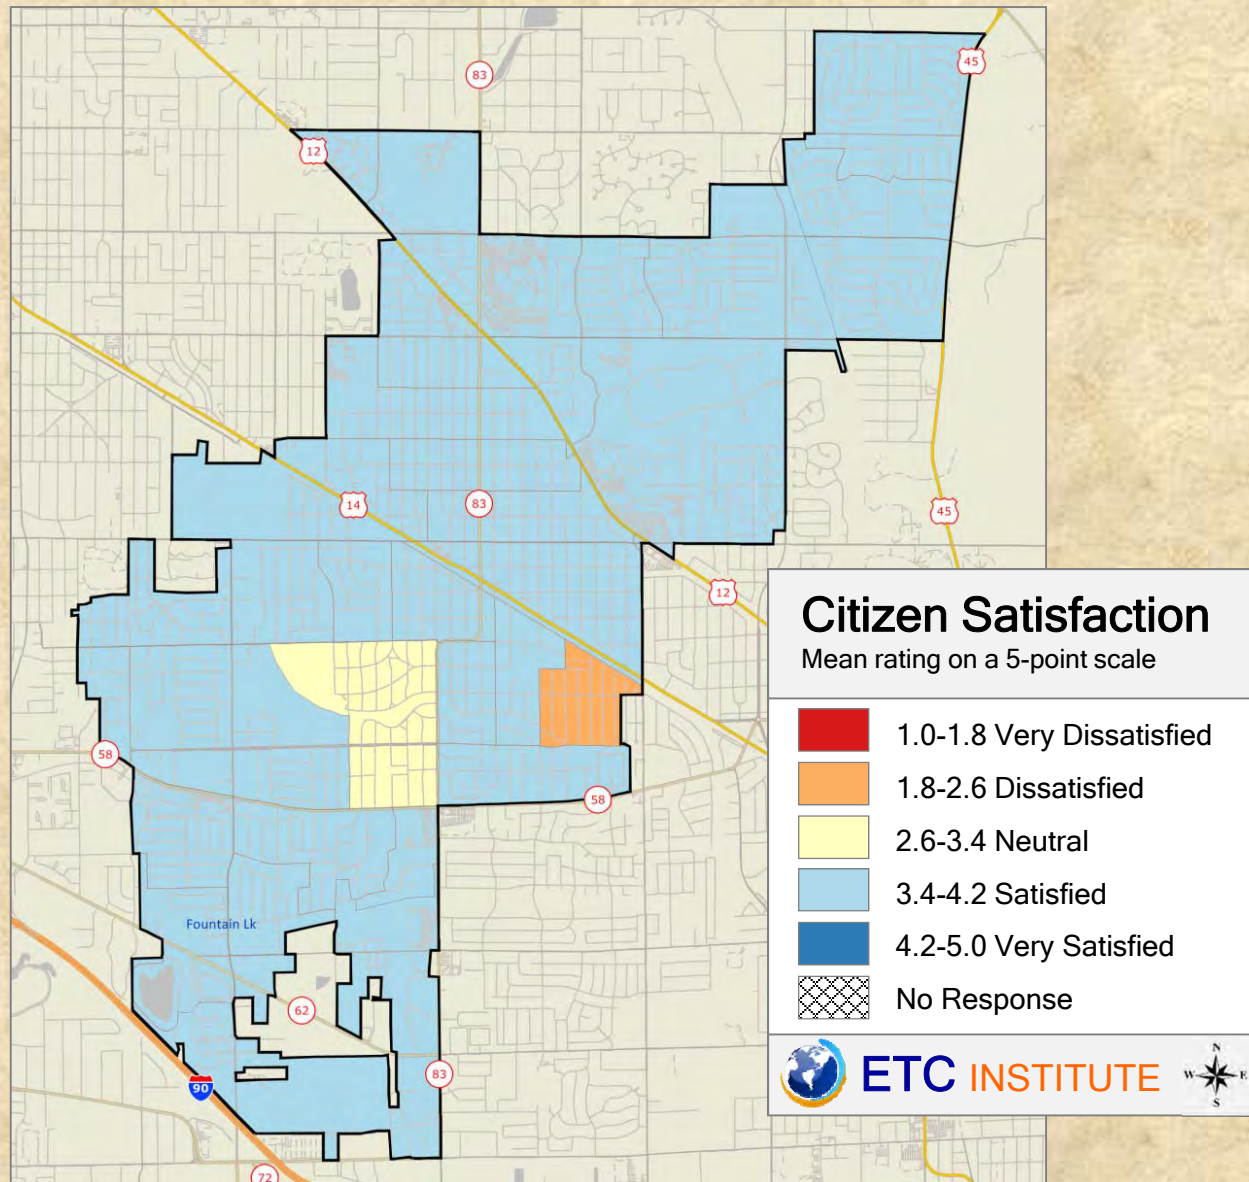 45
83
12
14
83
45
12
58
58
Fountain Lk
62
83
90
72
Citizen Satisfaction
Mean rating on a 5-point scale
1.0-1.8 Very Dissatisfied
1.8-2.6 Dissatisfied
2.6-3.4 Neutral
3.4-4.2 Satisfied
4.2-5.0 Very Satisfied
No Response
ETC INSTITUTE
N
W E
S